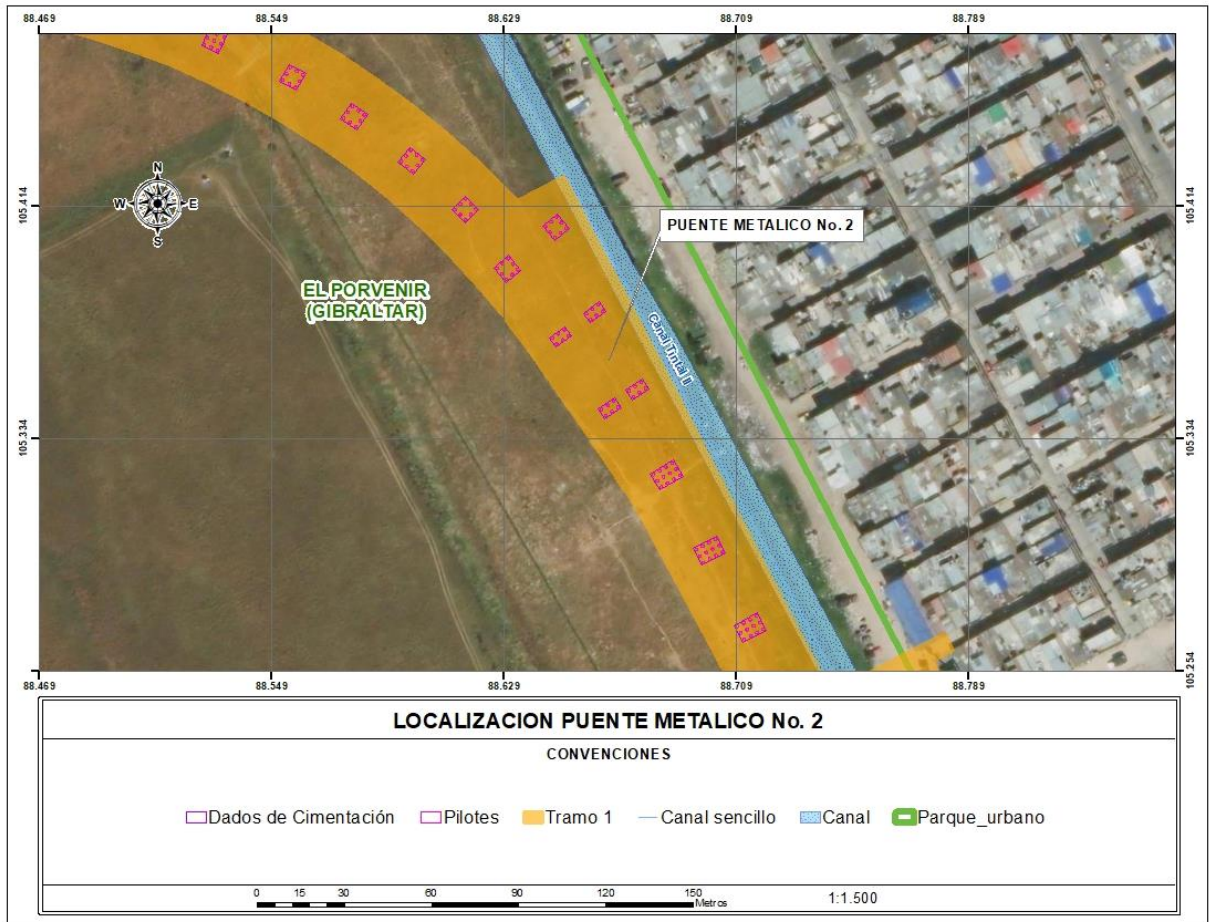 88.469 88.549 88.629 88.709 88.789
N
W E
S
105.414 105.414
PUENTE METALICO No. 2
EL PORVENIR
(GIBRALTAR)
Canal Tintal II
105.334 105.334
105.254 105.254
88.469 88.549 88.629 88.709 88.789
LOCALIZACION PUENTE METALICO No. 2
CONVENCIONES
Dados de Cimentación Pilotes Tramo 1 Canal sencillo Canal Parque_urbano
0 15 30 60 90 120 150
Metros
1:1.500